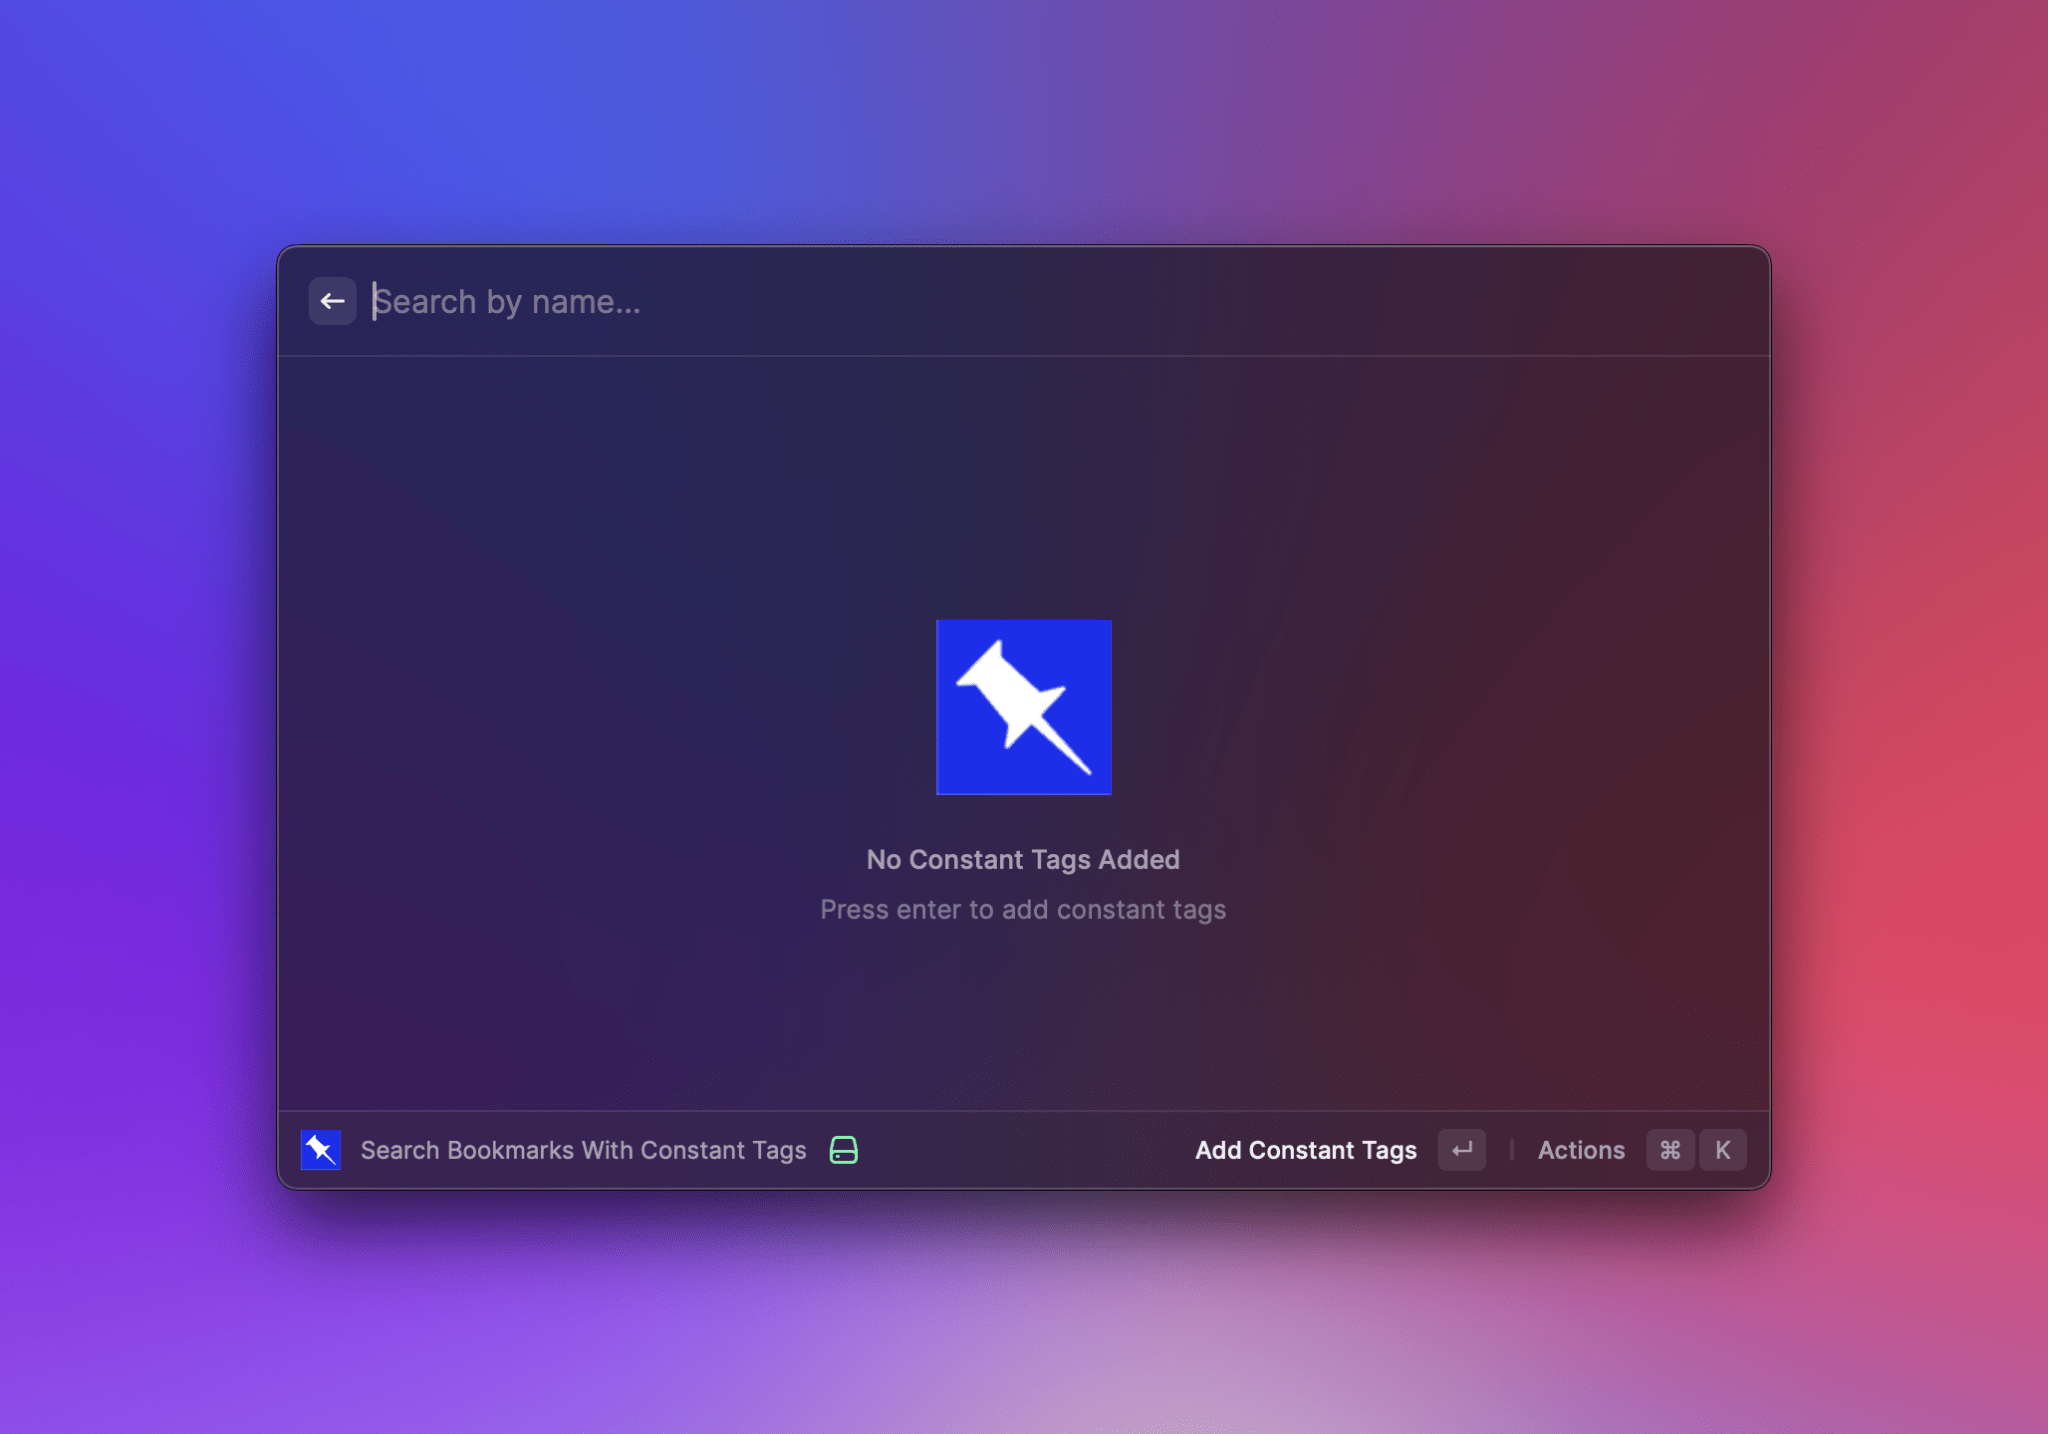 Search by name...
No Constant Tags Added
Press enter to add constant tags
Search Bookmarks With Constant Tags
Add Constant Tags ↵ | Actions ⌘ K